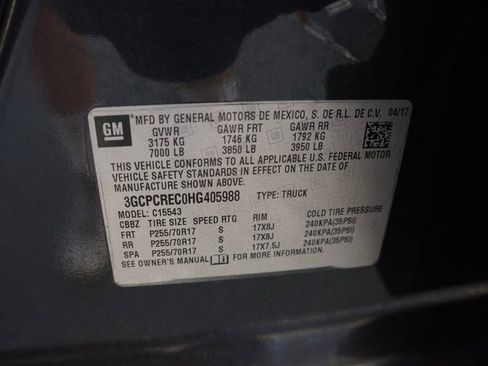 GM
MFD BY GENERAL MOTORS DE MEXICO, S. DE R.L. DE C.V. 04/17
GVWR GAWR FRT GAWR RR
3175 KG 1746 KG 1792 KG
7000 LB 3850 LB 3950 LB
THIS VEHICLE CONFORMS TO ALL APPLICABLE U.S. FEDERAL MOTOR
VEHICLE SAFETY, BUMPER, AND THEFT PREVENTION
STANDARDS IN EFFECT ON THE DATE OF
MANUFACTURE SHOWN ABOVE.
3GCPCREC0HG405988 TYPE: TRUCK
MODEL: C15543
CBBZ TIRE SIZE SPEED RTG RIM COLD TIRE PRESSURE
FRT P255/70R17 S 17X8J 240KPA(35PSI)
RR P255/70R17 S 17X8J 240KPA(35PSI)
SPA P255/70R17 S 17X7.5J 240KPA(35PSI)
SEE OWNER'S MANUAL FOR MORE INFORMATION.